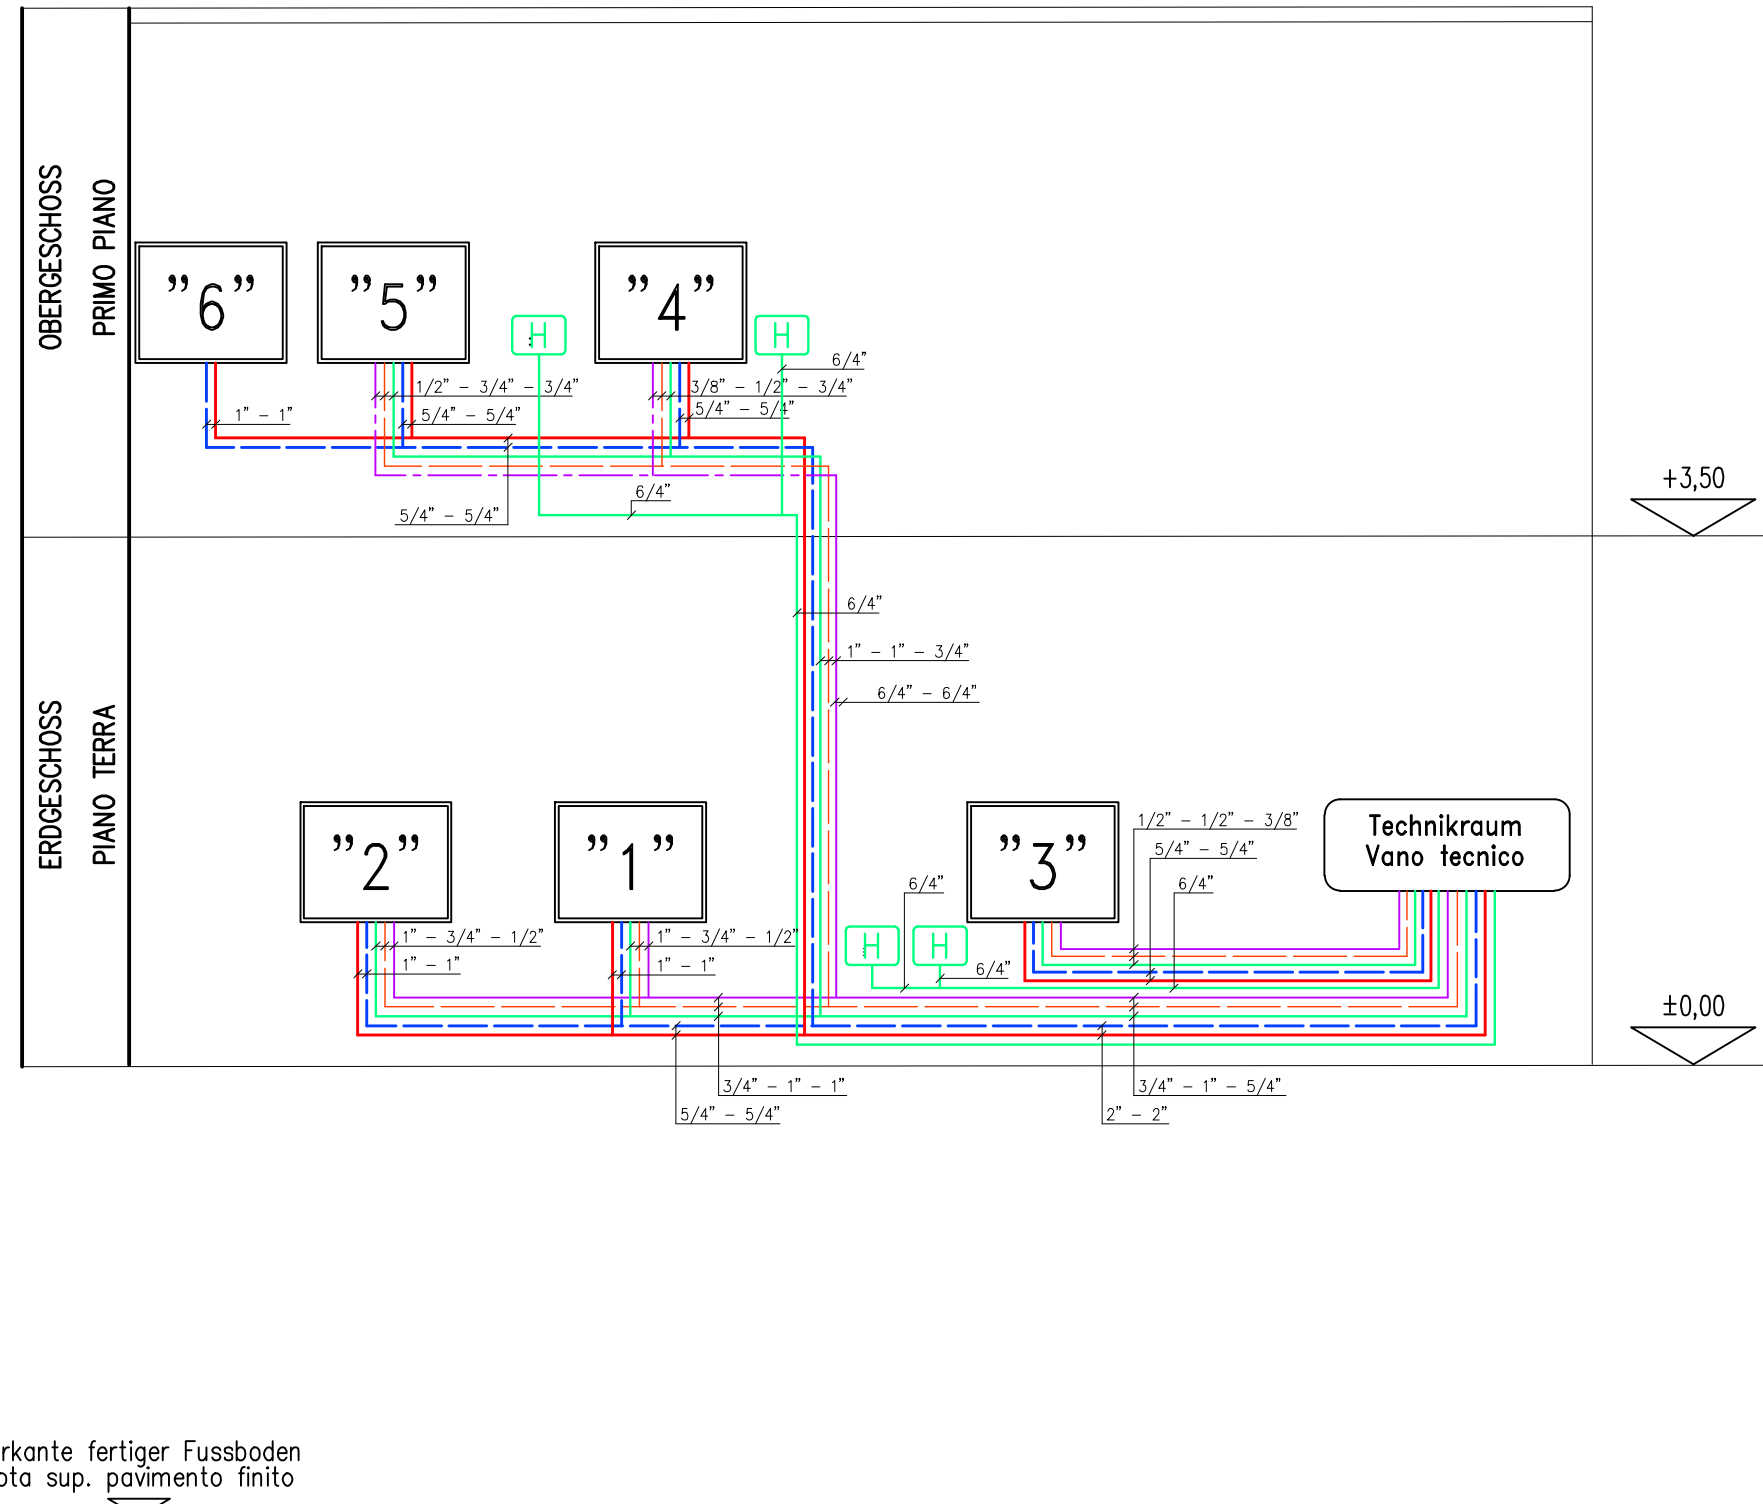 OBERGESCHOSS
PRIMO PIANO
”6”
”5”
”4”
H
H
6/4”
1/2” - 3/4” - 3/4”
3/8” - 1/2” - 3/4”
1” - 1”
5/4” - 5/4”
5/4” - 5/4”
6/4”
5/4” - 5/4”
+3,50
ERDGESCHOSS
PIANO TERRA
6/4”
1” - 1” - 3/4”
6/4” - 6/4”
”2”
”1”
”3”
Technikraum
Vano tecnico
1/2” - 1/2” - 3/8”
5/4” - 5/4”
6/4”
6/4”
H
H
1” - 3/4” - 1/2”
1” - 3/4” - 1/2”
1” - 1”
1” - 1”
6/4”
±0,00
3/4” - 1” - 1”
3/4” - 1” - 5/4”
5/4” - 5/4”
2” - 2”
rkante fertiger Fussboden
ota sup. pavimento finito